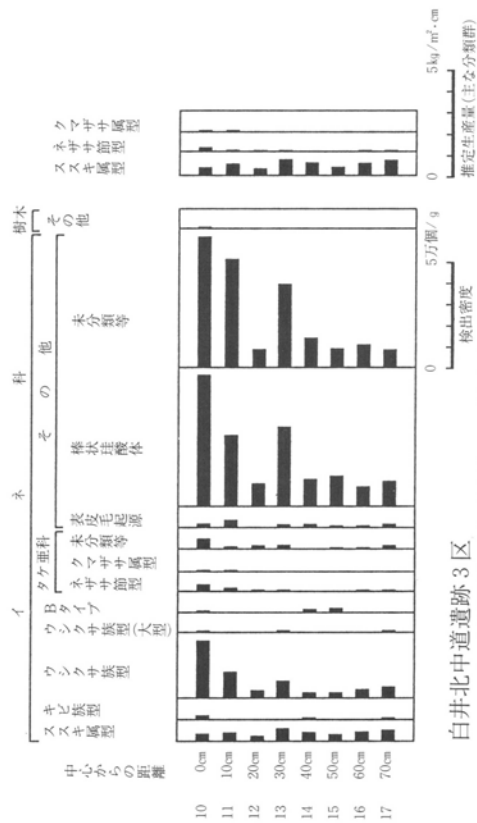 イ　ネ　科
樹木
タケ亜科
その他
その他
中心からの距離
ススキ属型
キビ族型
ウシクサ族型
ウシクサ族型(大型)
Bタイプ
ネザサ節型
クマザサ属型
未分類等
表皮毛起源
棒状珪酸体
未分類等
ススキ属型
ネザサ節型
クマザサ属型
10 0cm
11 10cm
12 20cm
13 30cm
14 40cm
15 50cm
16 60cm
17 70cm
0 5万個/g
検出密度
0 5kg/㎡・cm
推定生産量(主な分類群)
白井北中道遺跡3区